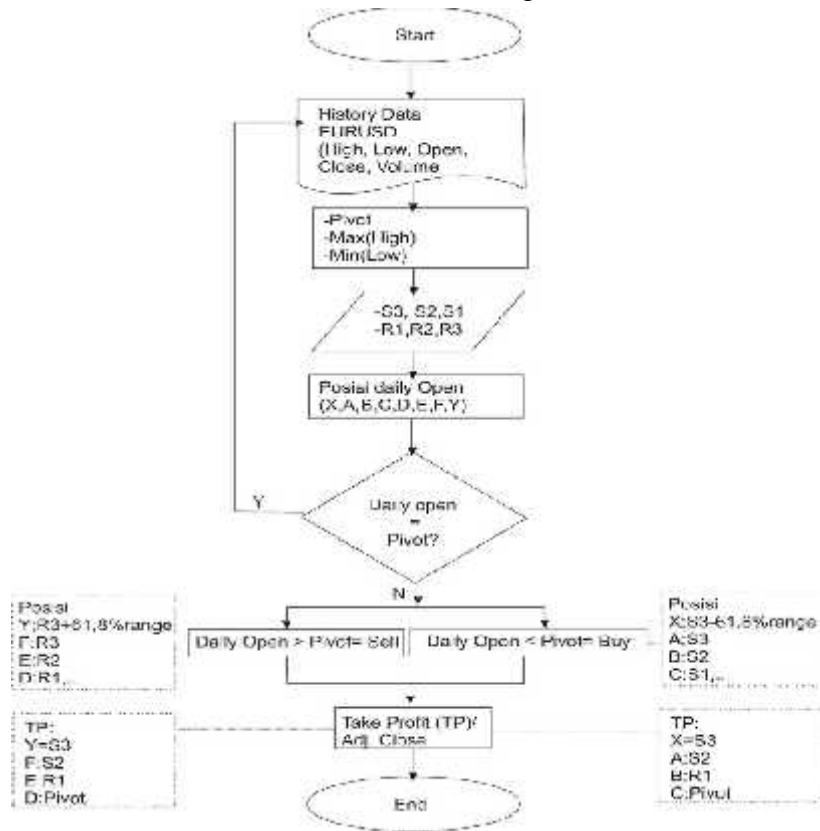 Start
History Data
EURUSD
(High, Low, Open,
Close, Volume
-Pivot
-Max(High)
-Min(Low)
-S3, S2,S1
-R1,R2,R3
Posisi daily Open
(X,A,B,C,D,E,F,Y)
Daily open
=
Pivot?
Y
N
Posisi
Y:R3+61,8%range
F:R3
E:R2
D:R1,..
Daily Open > Pivot= Sell
Daily Open < Pivot= Buy
Posisi
X:S3-61,8%range
A:S3
B:S2
C:S1,..
TP:
Y=S3
F:S2
E:R1
D:Pivot
Take Profit (TP)/
Adj. Close
TP:
X=S3
A:S2
B:R1
C:Pivot
End